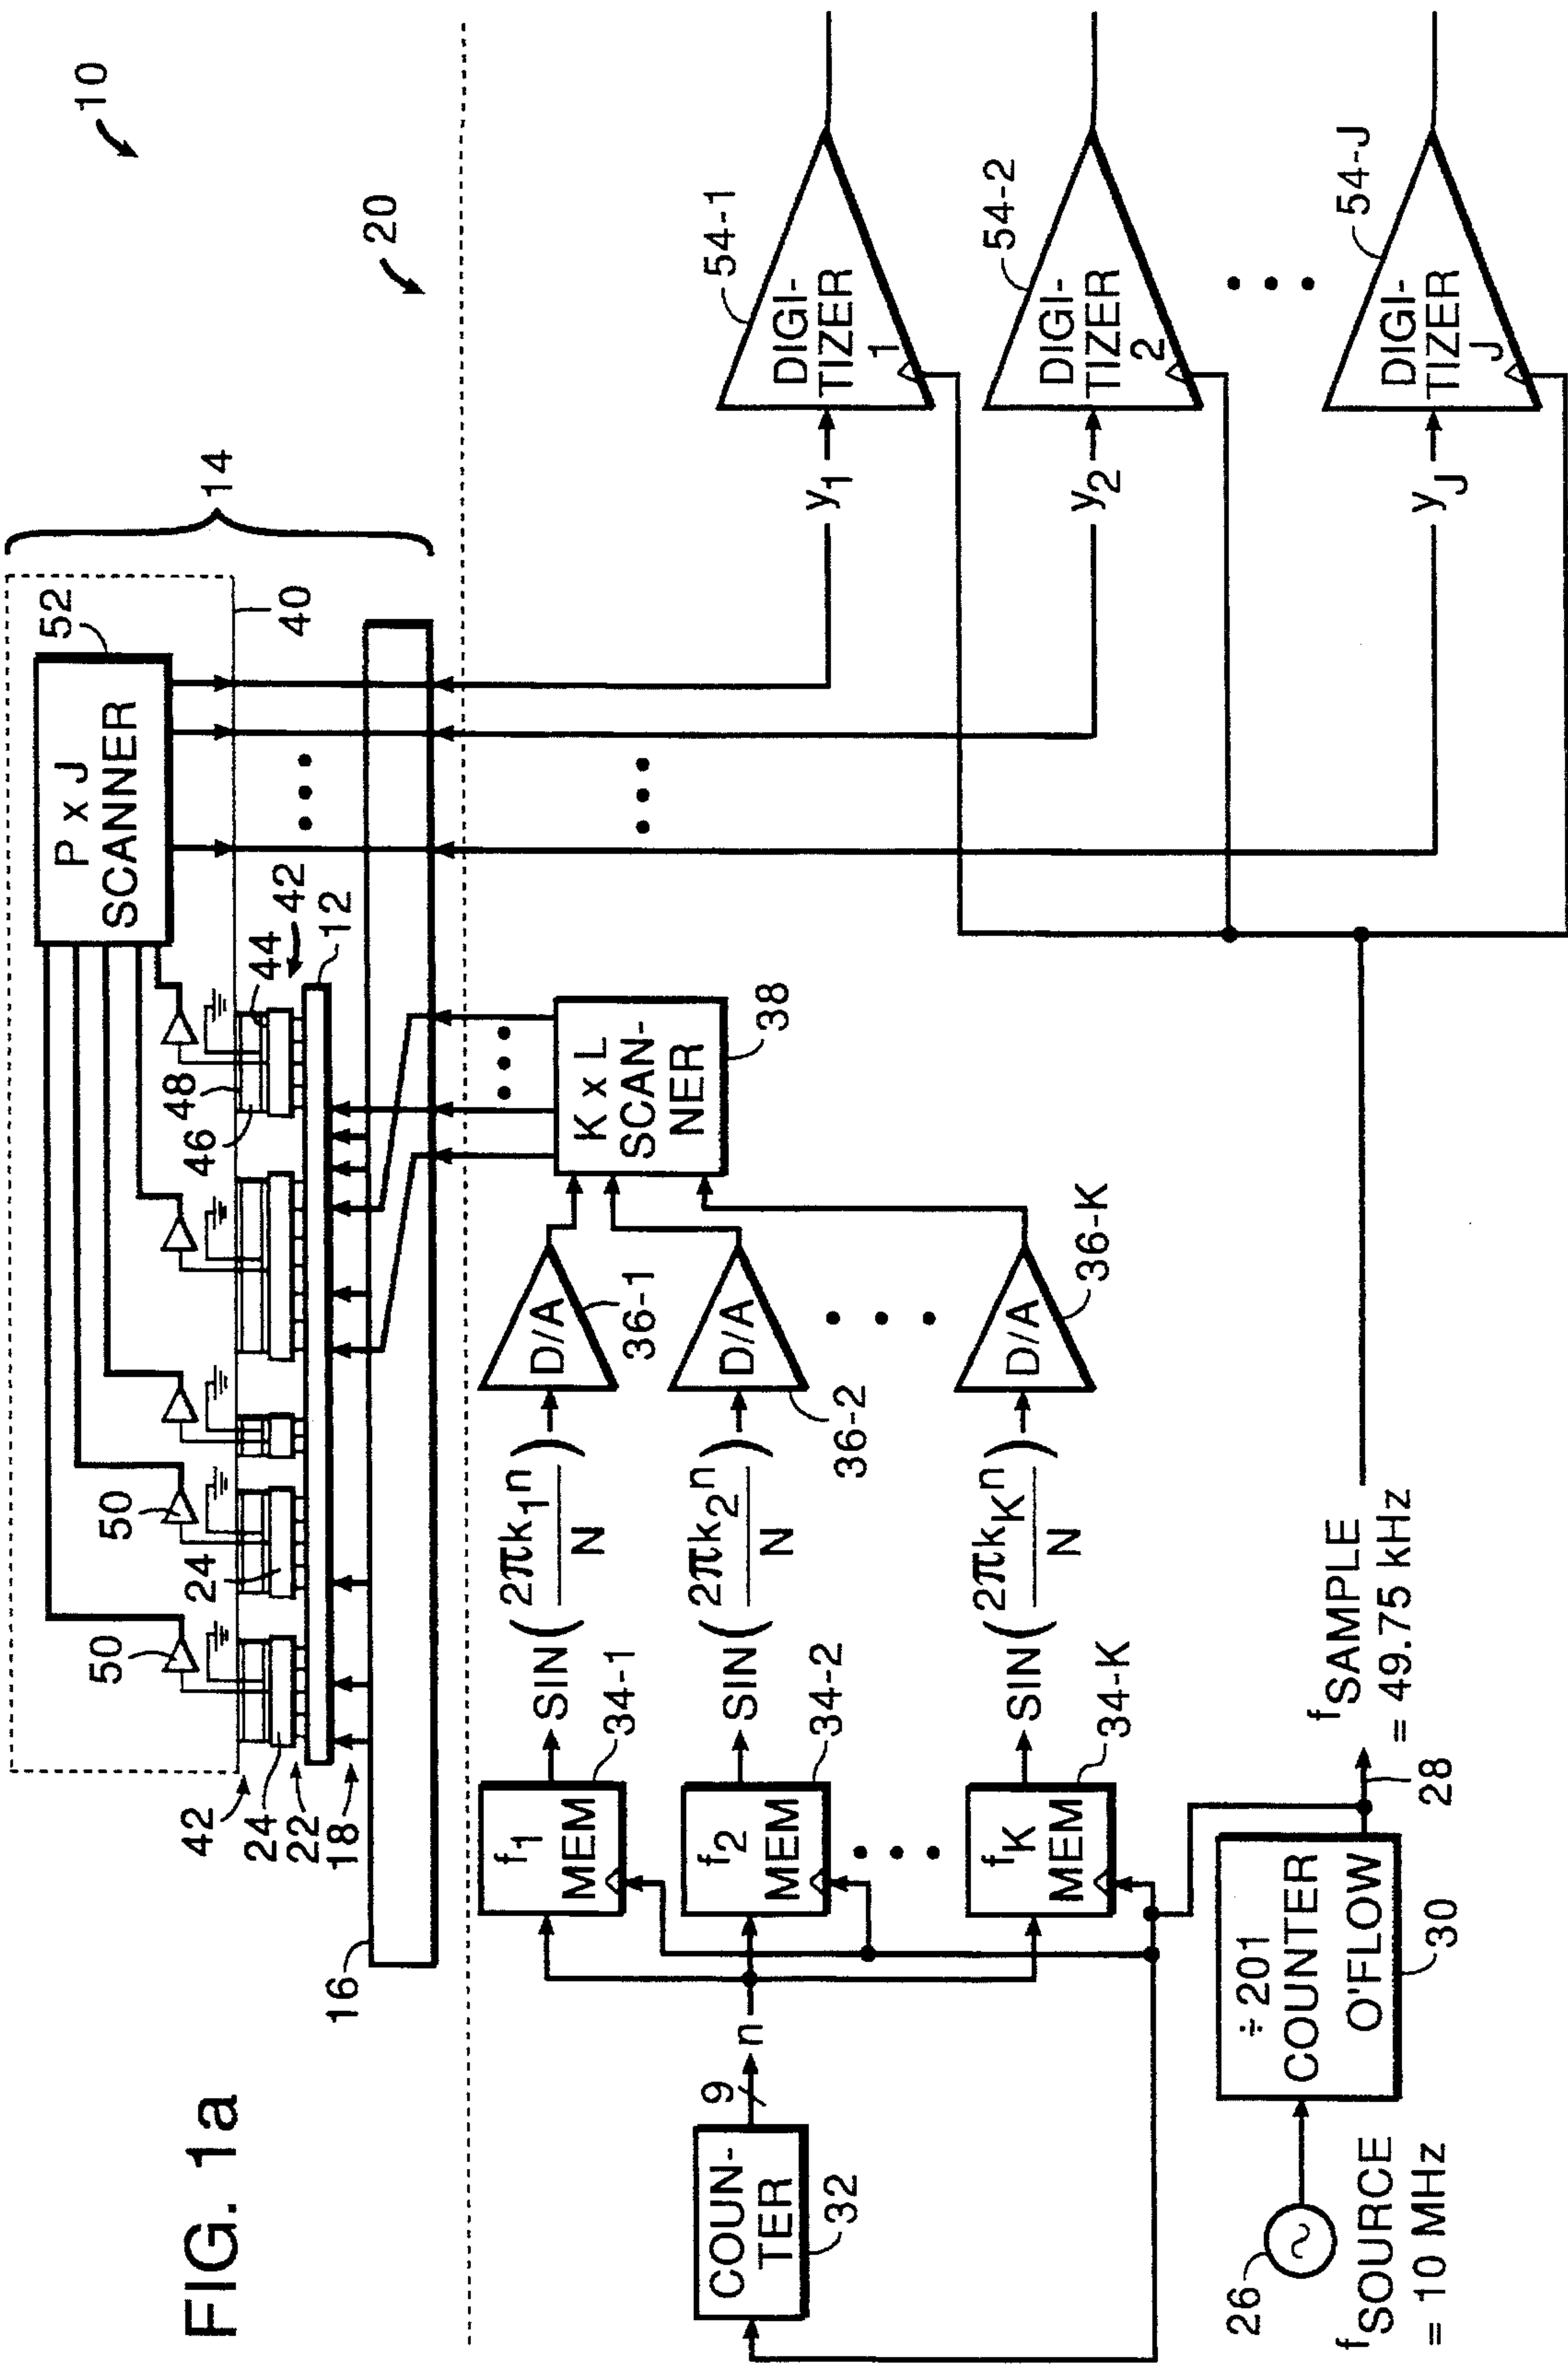 FIG. 1a
10
20
14
52
P x J
SCANNER
40
50
50
48
46
44
42
12
24
42
24
22
18
16
K x L
SCAN-
NER
38
COUN-
TER
32
9
n
f1
MEM
34-1
SIN(2πk1n/N)
D/A
36-1
f2
MEM
34-2
SIN(2πk2n/N)
D/A
36-2
fK
MEM
34-K
SIN(2πkKn/N)
D/A
36-K
y1
DIGI-
TIZER
1
54-1
y2
DIGI-
TIZER
2
54-2
yJ
DIGI-
TIZER
J
54-J
26
fSOURCE
= 10 MHz
÷201
COUNTER
O'FLOW
30
28
fSAMPLE
= 49.75 kHz